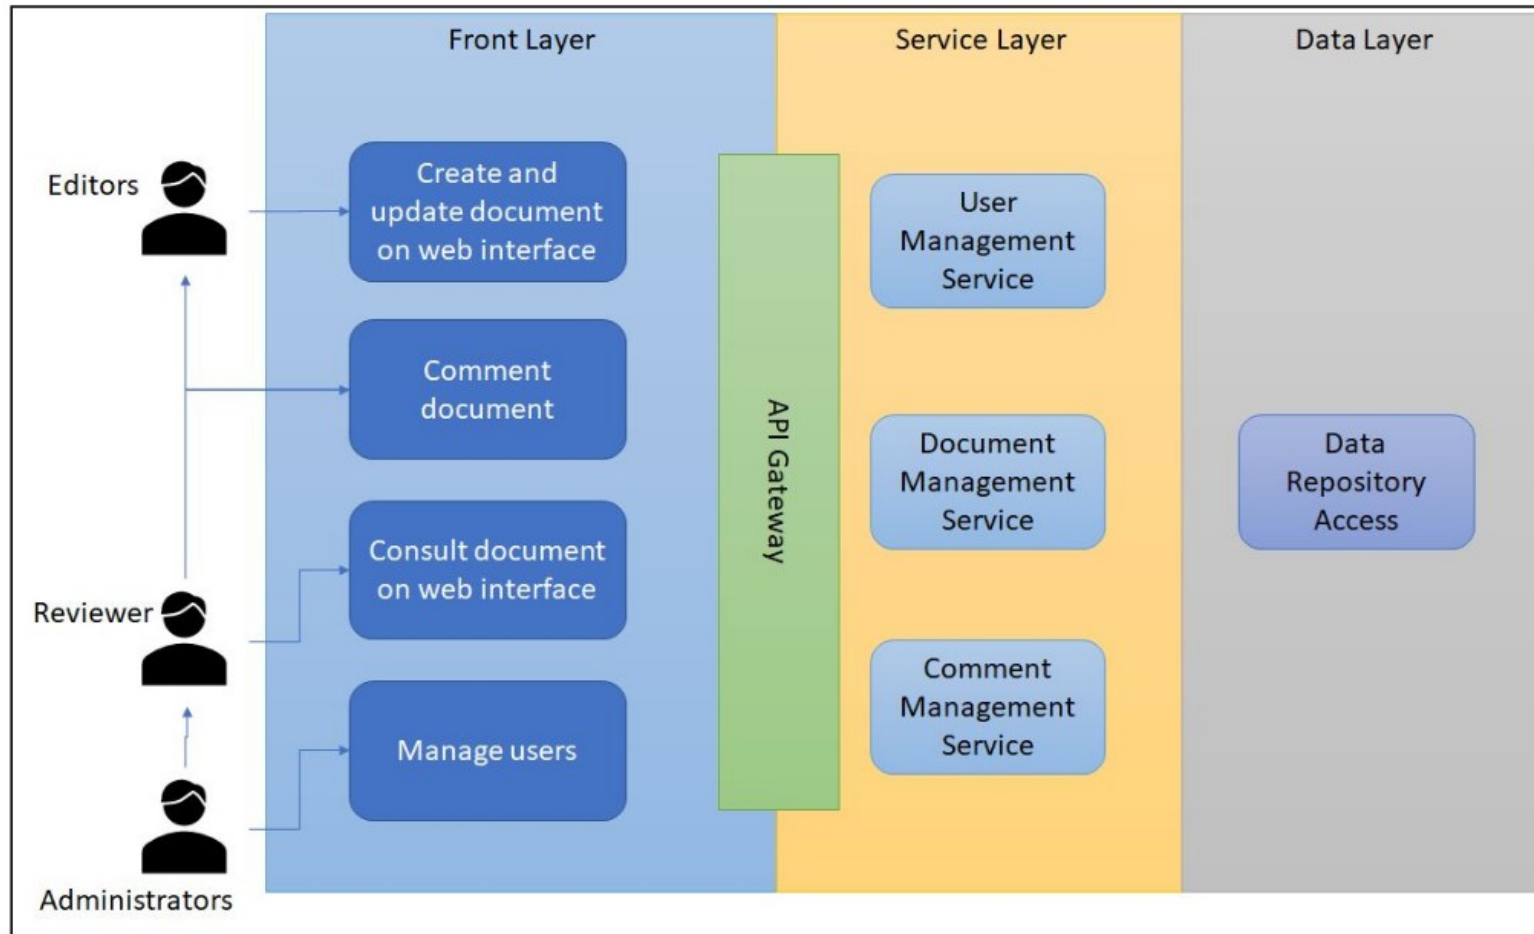 Front Layer
Service Layer
Data Layer
Editors
Create and
update document
on web interface
Comment
document
Reviewer
Consult document
on web interface
Manage users
Administrators
API Gateway
User
Management
Service
Document
Management
Service
Comment
Management
Service
Data
Repository
Access